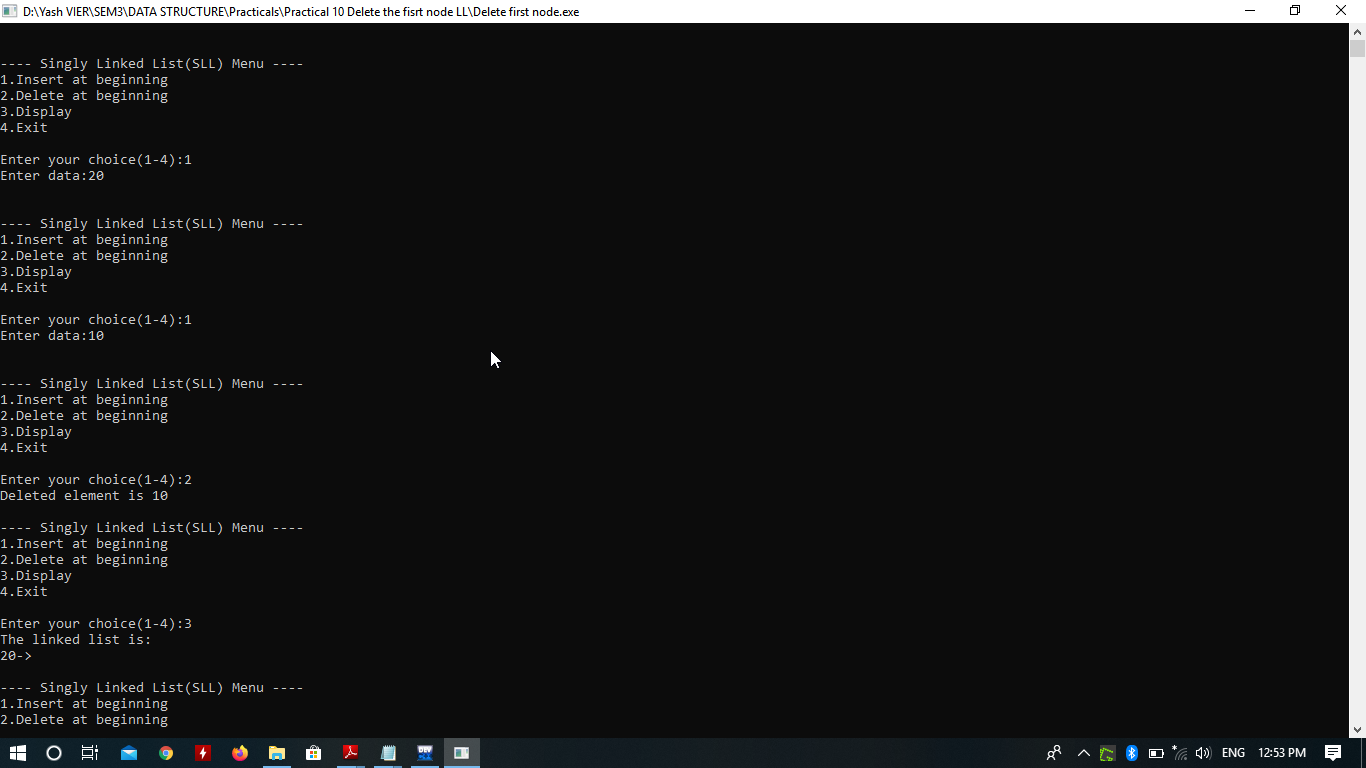 D:\Yash VIER\SEM3\DATA STRUCTURE\Practicals\Practical 10 Delete the fisrt node LL\Delete first node.exe
---- Singly Linked List(SLL) Menu ----
1.Insert at beginning
2.Delete at beginning
3.Display
4.Exit
Enter your choice(1-4):1
Enter data:20
---- Singly Linked List(SLL) Menu ----
1.Insert at beginning
2.Delete at beginning
3.Display
4.Exit
Enter your choice(1-4):1
Enter data:10
---- Singly Linked List(SLL) Menu ----
1.Insert at beginning
2.Delete at beginning
3.Display
4.Exit
Enter your choice(1-4):2
Deleted element is 10
---- Singly Linked List(SLL) Menu ----
1.Insert at beginning
2.Delete at beginning
3.Display
4.Exit
Enter your choice(1-4):3
The linked list is:
20->
---- Singly Linked List(SLL) Menu ----
1.Insert at beginning
2.Delete at beginning
ENG 12:53 PM